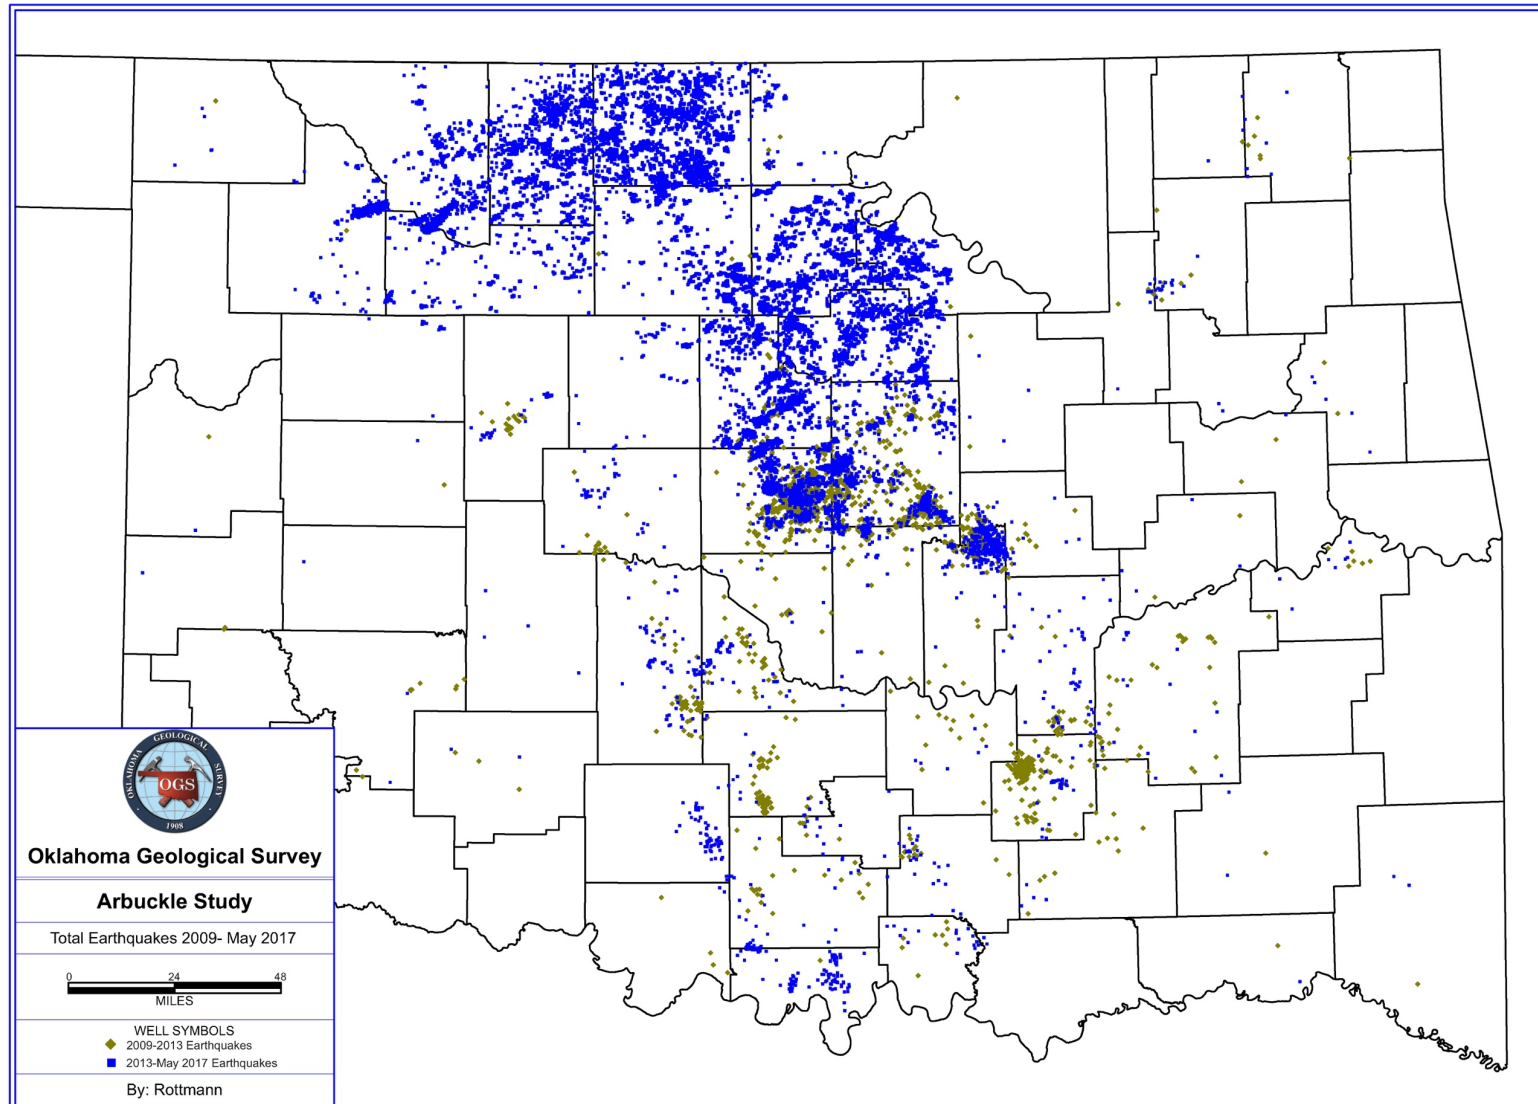 OKLAHOMA GEOLOGICAL SURVEY
OGS
1908
Oklahoma Geological Survey
Arbuckle Study
Total Earthquakes 2009- May 2017
0 24 48
MILES
WELL SYMBOLS
2009-2013 Earthquakes
2013-May 2017 Earthquakes
By: Rottmann